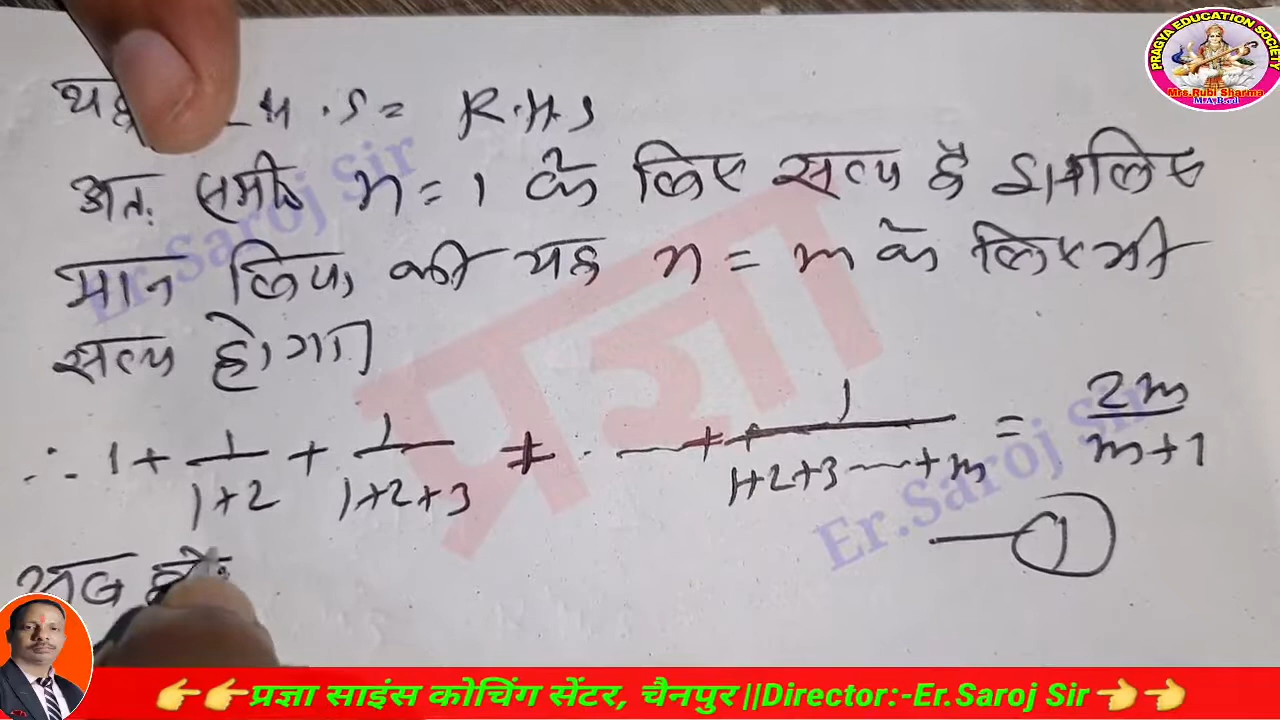 यहाँ L.H.S = R.H.S
अतः समी० n = 1 के लिए सत्य है इसलिए
मान लिया की यह n = m के लिए भी
सत्य होगा
∴ 1 + 1/(1+2) + 1/(1+2+3) + ..... + 1/(1+2+3.....+m) = 2m/(m+1)
—(1)
अब
PRAGYA EDUCATION SOCIETY
Mrs.Rubi Sharma
M.A,B.ed
प्रज्ञा
Er.Saroj Sir
Er.Saroj Sir
👉👉प्रज्ञा साइंस कोचिंग सेंटर, चैनपुर||Director:-Er.Saroj Sir👈👈